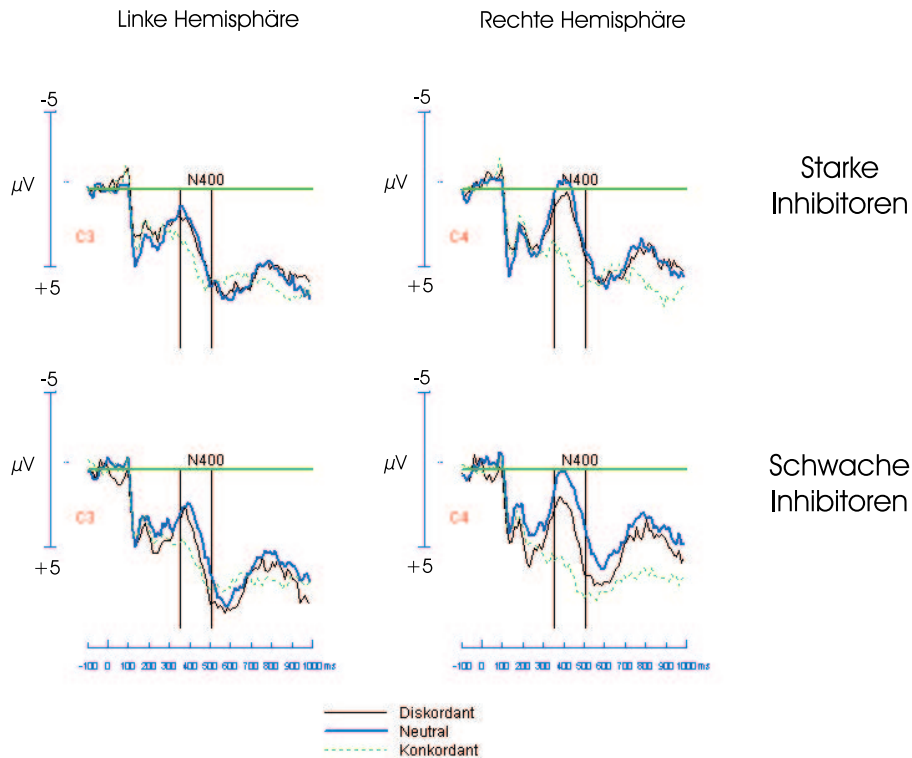 Linke Hemisphäre
Rechte Hemisphäre
-5
-5
N400
N400
Starke
Inhibitoren
µV
µV
C3
C4
+5
+5
-5
-5
N400
N400
Schwache
Inhibitoren
µV
µV
C3
C4
+5
+5
-100 0 100 200 300 400 500 600 700 800 900 1000 ms
-100 0 100 200 300 400 500 600 700 800 900 1000 ms
Diskordant
Neutral
Konkordant